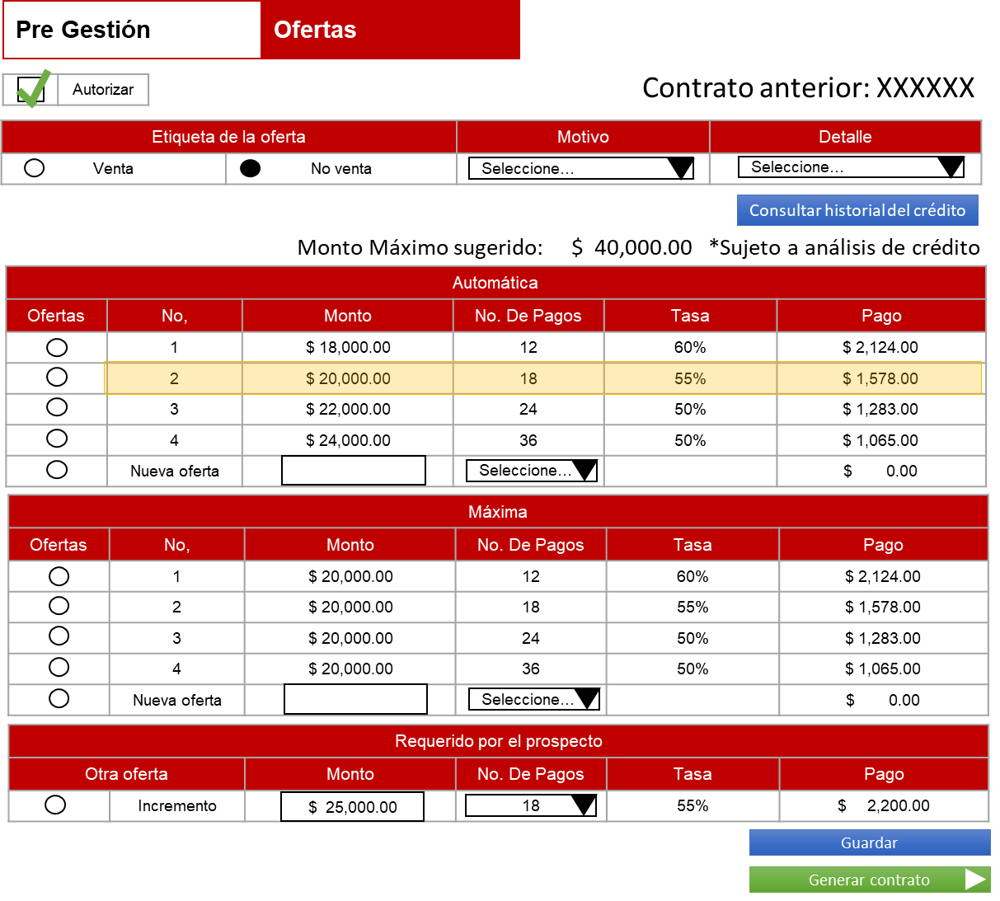 Pre Gestión Ofertas
Autorizar
Contrato anterior: XXXXXX
Etiqueta de la oferta Motivo Detalle
Venta No venta Seleccione... Seleccione...
Consultar historial del crédito
Monto Máximo sugerido: $ 40,000.00 *Sujeto a análisis de crédito
Automática
Ofertas No, Monto No. De Pagos Tasa Pago
1 $ 18,000.00 12 60% $ 2,124.00
2 $ 20,000.00 18 55% $ 1,578.00
3 $ 22,000.00 24 50% $ 1,283.00
4 $ 24,000.00 36 50% $ 1,065.00
Nueva oferta Seleccione... $ 0.00
Máxima
Ofertas No, Monto No. De Pagos Tasa Pago
1 $ 20,000.00 12 60% $ 2,124.00
2 $ 20,000.00 18 55% $ 1,578.00
3 $ 20,000.00 24 50% $ 1,283.00
4 $ 20,000.00 36 50% $ 1,065.00
Nueva oferta Seleccione... $ 0.00
Requerido por el prospecto
Otra oferta Monto No. De Pagos Tasa Pago
Incremento $ 25,000.00 18 55% $ 2,200.00
Guardar
Generar contrato